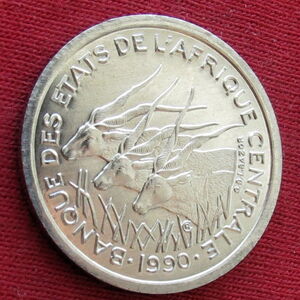 BANQUE DES ETATS DE L'AFRIQUE CENTRALE
· 1990 ·